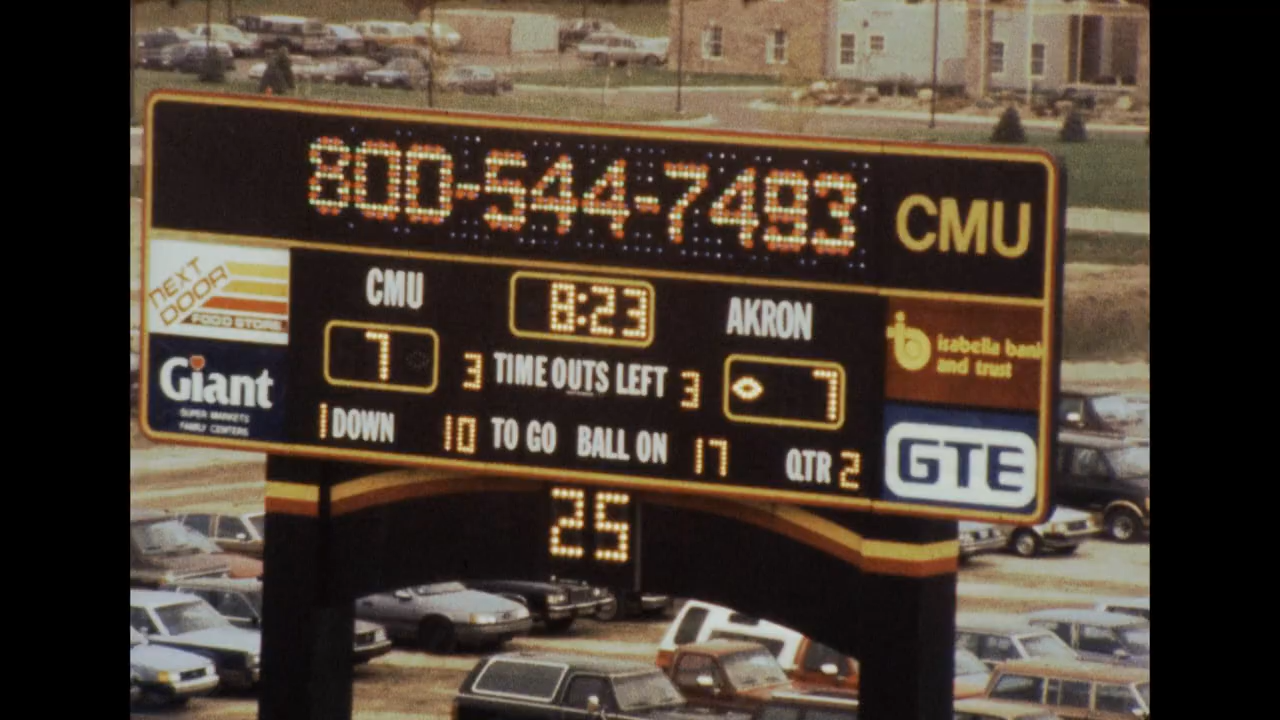 800-544-7493
CMU
NEXT DOOR
FOOD STORE
CMU
8:23
AKRON
isabella bank
and trust
7
7
3 TIME OUTS LEFT 3
Giant
SUPER MARKETS
FAMILY CENTERS
1 DOWN 10 TO GO BALL ON 17 QTR 2
GTE
25